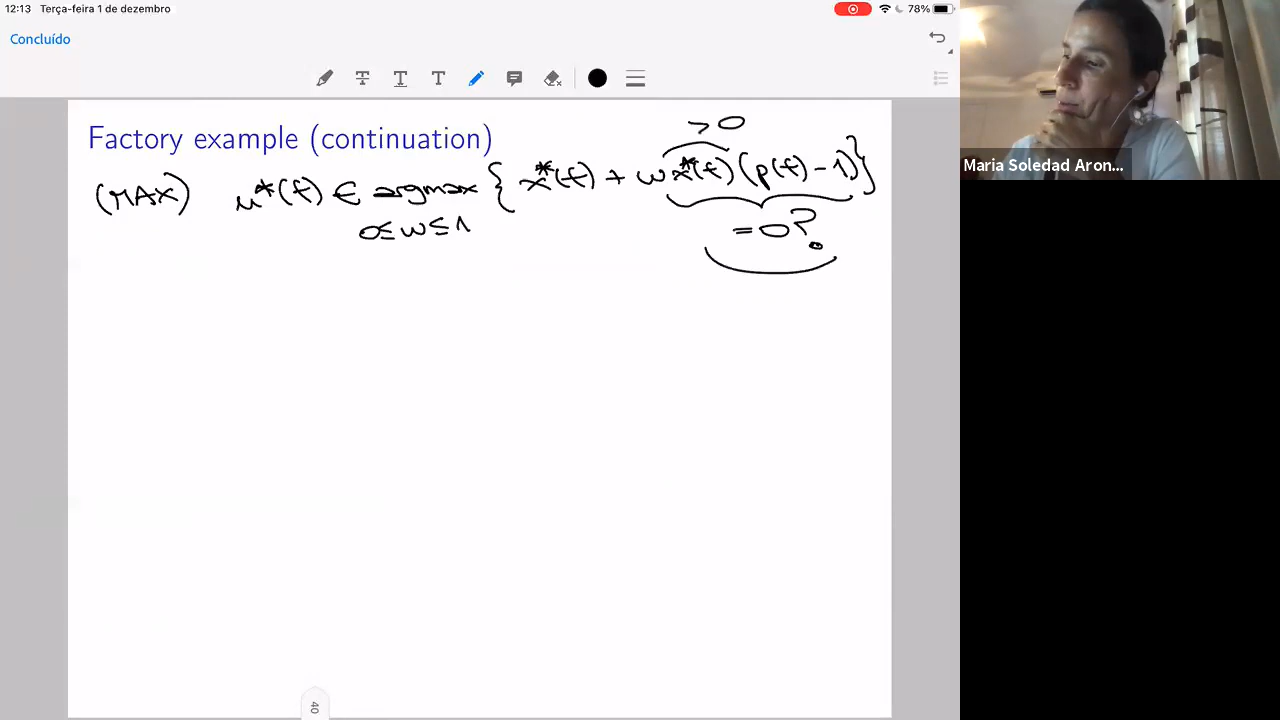 12:13 Terça-feira 1 de dezembro 78%
Concluído
Factory example (continuation)
> 0
(MAX) u*(t) ∈ argmax { x*(t) + w x*(t) (p(t) - 1) }
0 ≤ w ≤ 1
= 0?
Maria Soledad Aron...
40